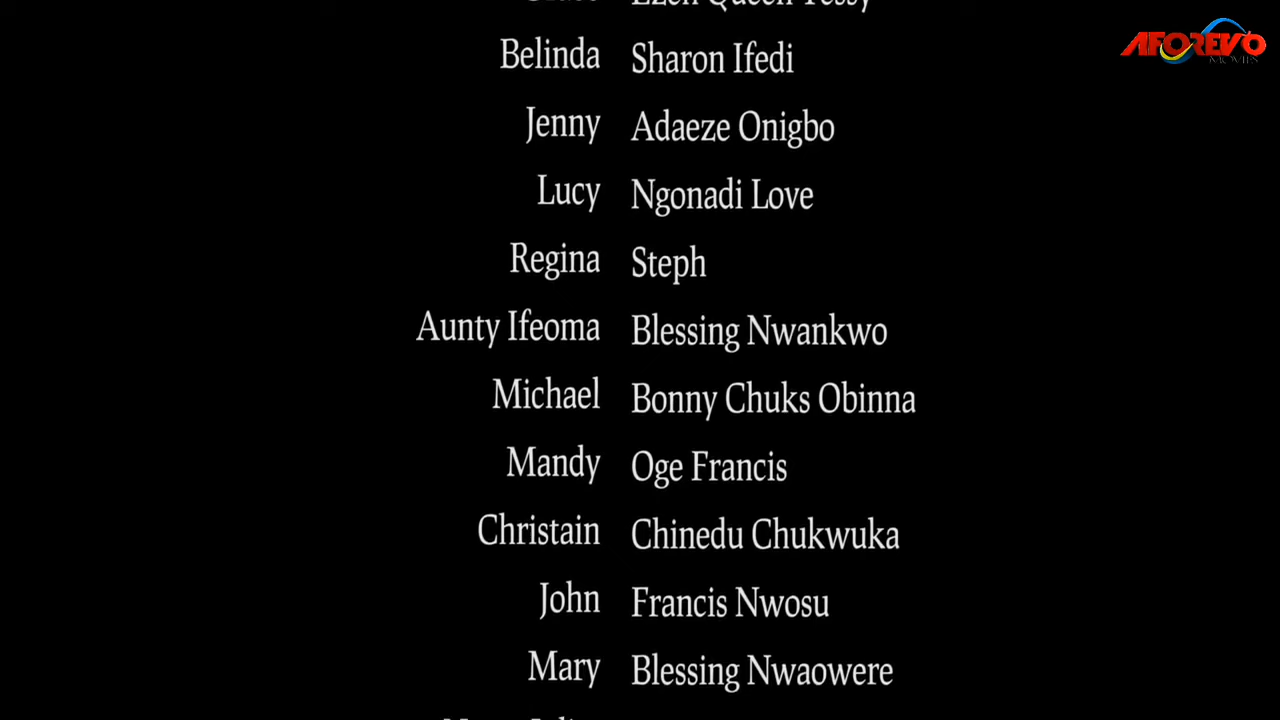 AFOREVO
MOVIES
Belinda Sharon Ifedi
Jenny Adaeze Onigbo
Lucy Ngonadi Love
Regina Steph
Aunty Ifeoma Blessing Nwankwo
Michael Bonny Chuks Obinna
Mandy Oge Francis
Christain Chinedu Chukwuka
John Francis Nwosu
Mary Blessing Nwaowere